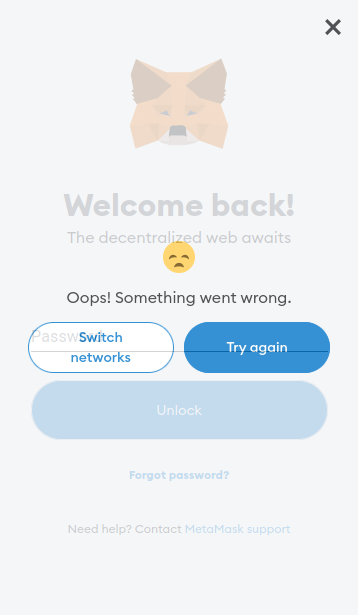 Welcome back!
The decentralized web awaits
Oops! Something went wrong.
Switch
networks
Try again
Unlock
Forgot password?
Need help? Contact MetaMask support